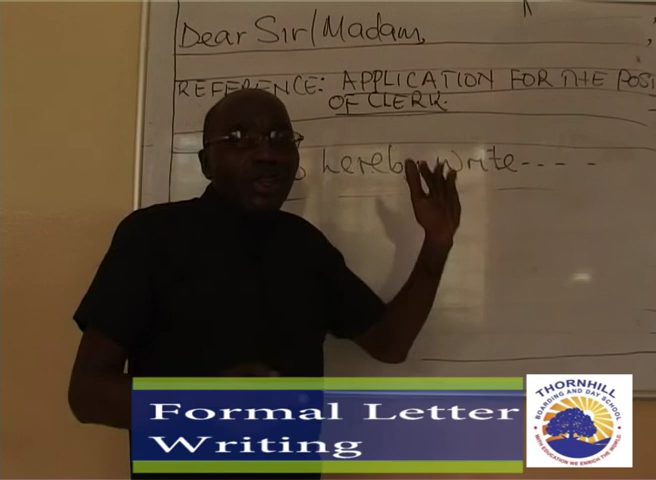 Dear Sir/Madam,
REFERENCE: APPLICATION FOR THE POSI
OF CLERK.
hereby write-----
Formal Letter
Writing
THORNHILL
BOARDING AND DAY SCHOOL
WITH EDUCATION WE ENRICH THE WORLD